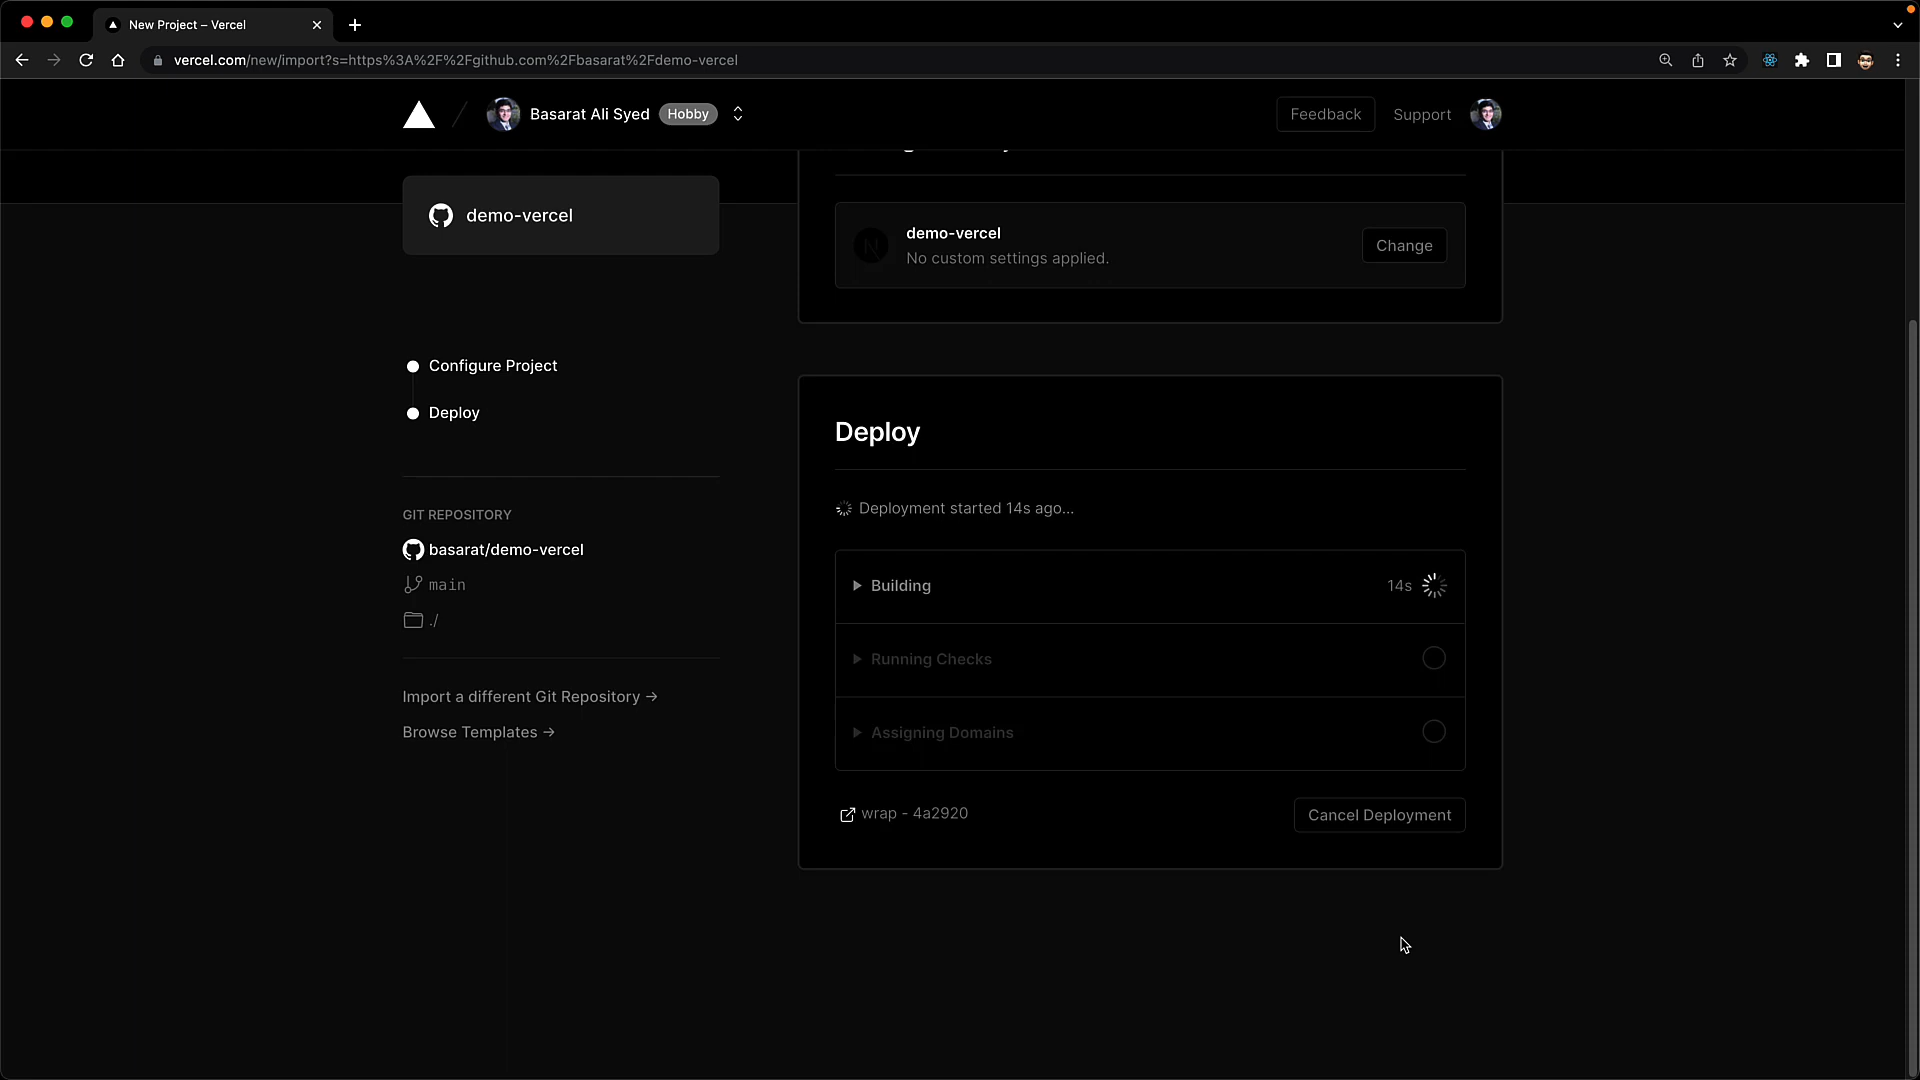 New Project – Vercel
vercel.com/new/import?s=https%3A%2F%2Fgithub.com%2Fbasarat%2Fdemo-vercel
Basarat Ali Syed Hobby
Feedback Support
demo-vercel
demo-vercel
No custom settings applied.
Change
Configure Project
Deploy
GIT REPOSITORY
basarat/demo-vercel
main
./
Import a different Git Repository →
Browse Templates →
Deploy
Deployment started 14s ago...
Building 14s
Running Checks
Assigning Domains
wrap - 4a2920
Cancel Deployment